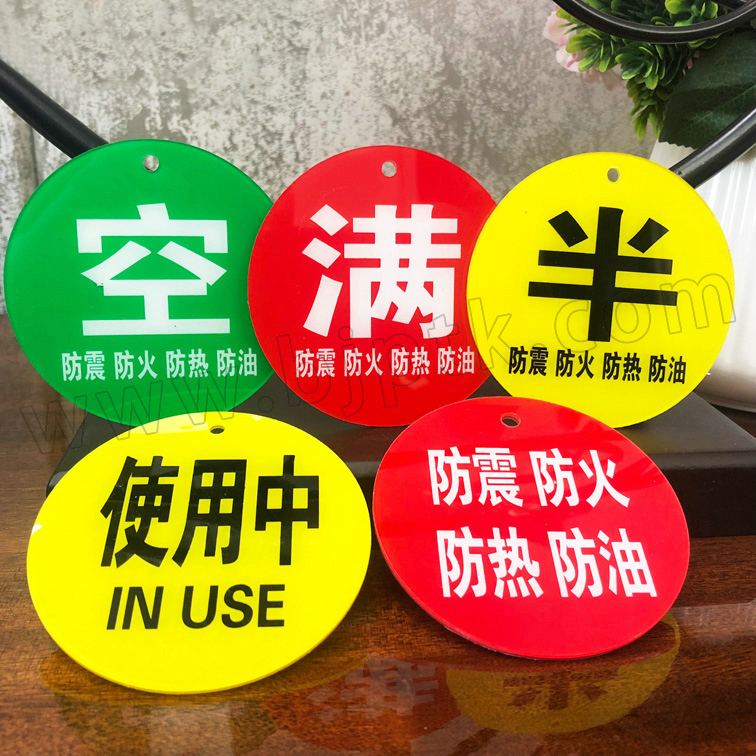 空
防震 防火 防热 防油
满
防震 防火 防热 防油
半
防震 防火 防热 防油
使用中
IN USE
防震 防火
防热 防油
www.bjptk.com